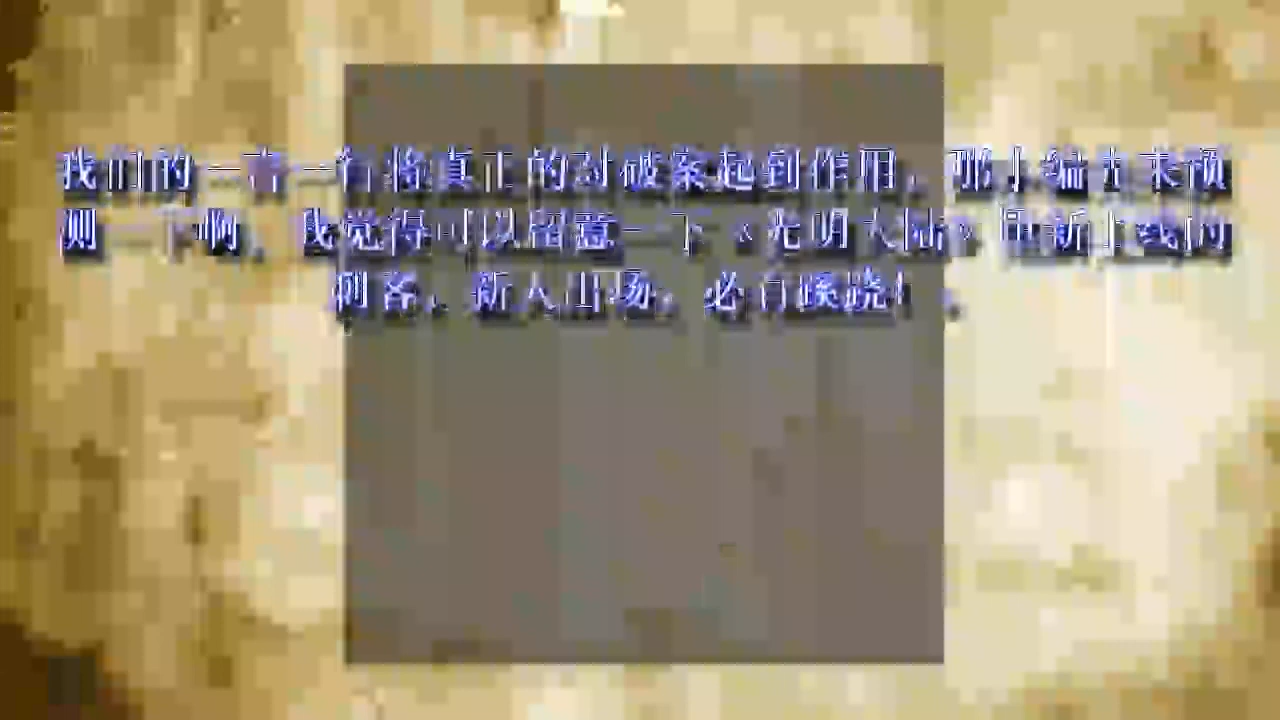 我们的一言一行将真正的对破案起到作用，那小编也来预
测一下啊，我觉得可以留意一下《光明大陆》最新上线的
刺客，新人出场，必有蹊跷！。